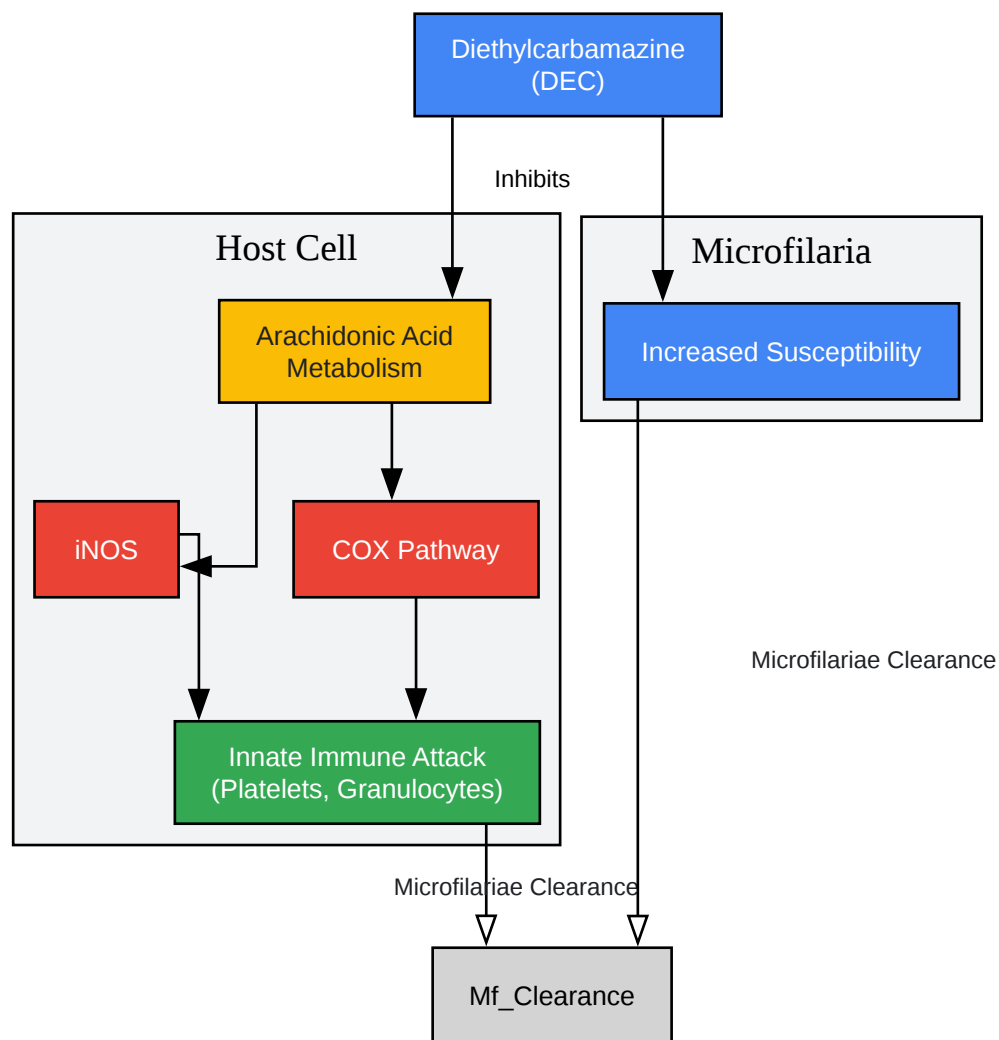 Diethylcarbamazine
(DEC)
Inhibits
Host Cell
Microfilaria
Arachidonic Acid
Metabolism
Increased Susceptibility
iNOS
COX Pathway
Microfilariae Clearance
Innate Immune Attack
(Platelets, Granulocytes)
Microfilariae Clearance
Mf_Clearance